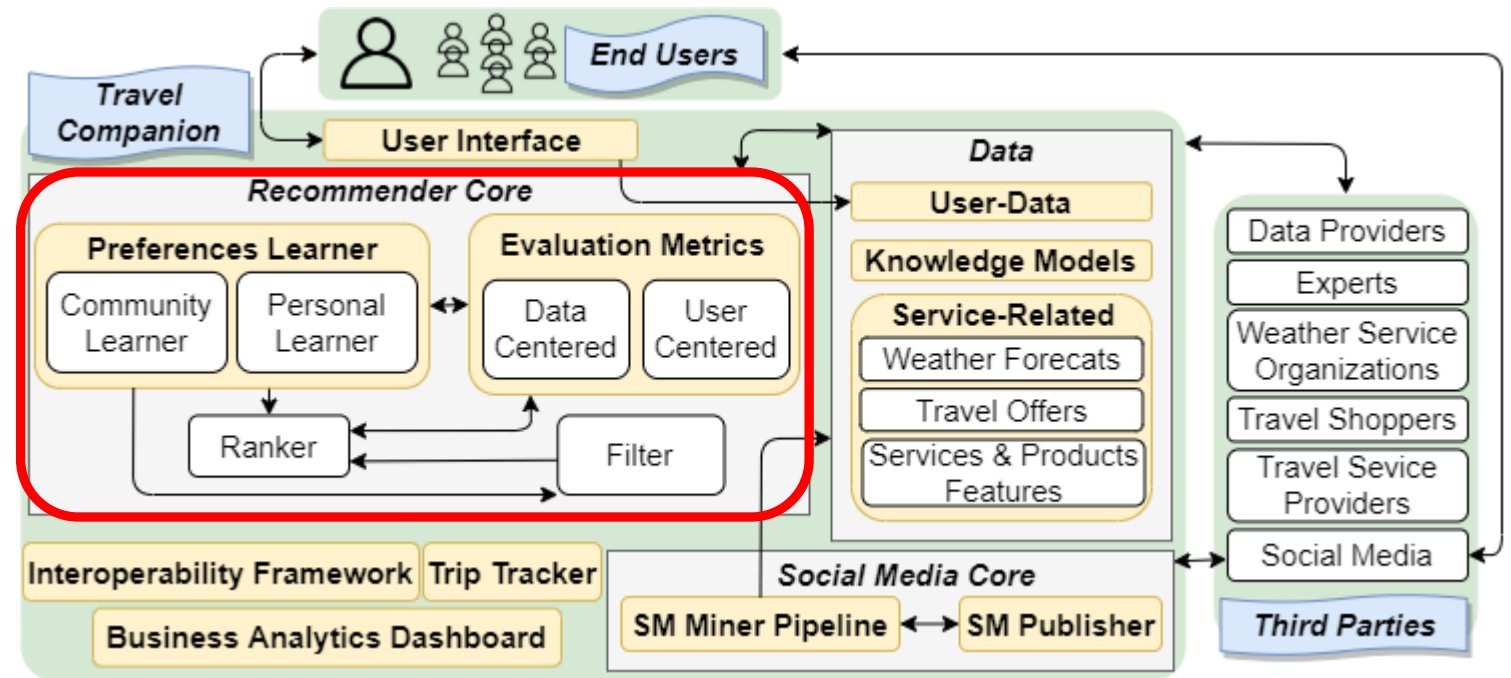 End Users
Travel
Companion
User Interface
Recommender Core
Preferences Learner
Community
Learner
Personal
Learner
Evaluation Metrics
Data
Centered
User
Centered
Ranker
Filter
Data
User-Data
Knowledge Models
Service-Related
Weather Forecats
Travel Offers
Services & Products
Features
Data Providers
Experts
Weather Service
Organizations
Travel Shoppers
Travel Sevice
Providers
Social Media
Third Parties
Interoperability Framework
Trip Tracker
Business Analytics Dashboard
Social Media Core
SM Miner Pipeline
SM Publisher